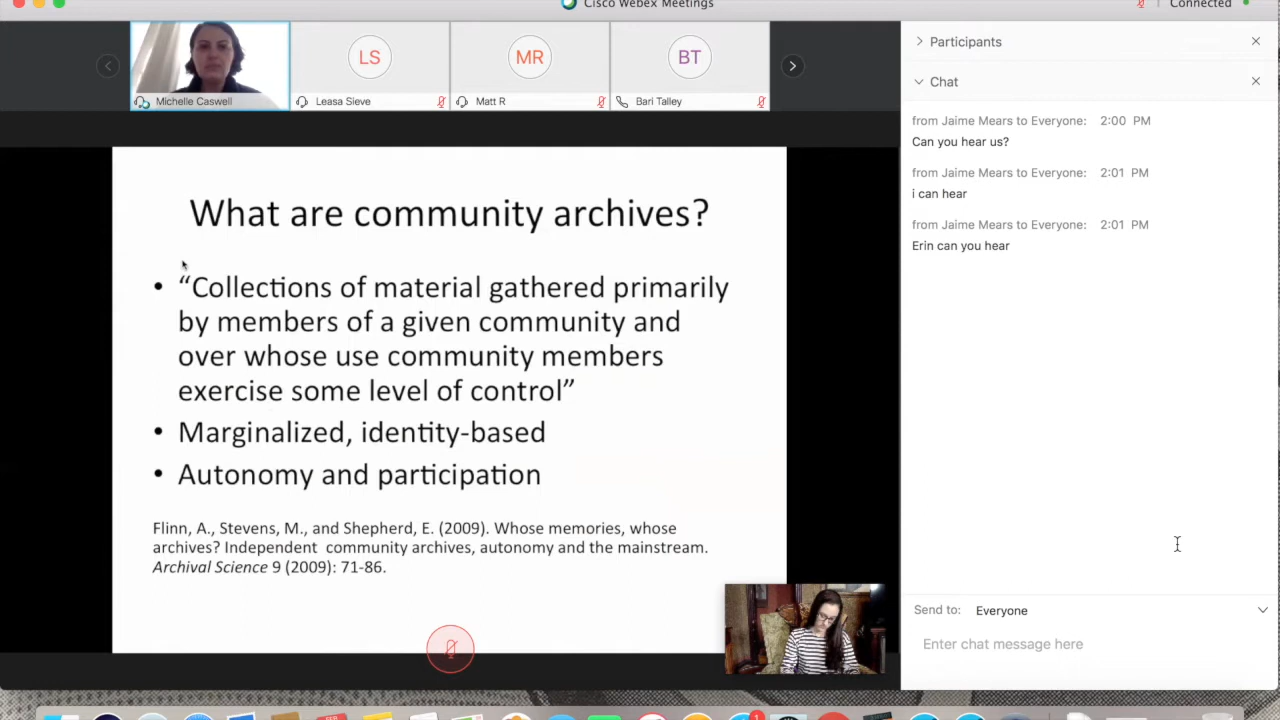 Cisco Webex Meetings
Connected
LS
MR
BT
Michelle Caswell
Leasa Sieve
Matt R
Bari Talley
Participants
Chat
from Jaime Mears to Everyone: 2:00 PM
Can you hear us?
from Jaime Mears to Everyone: 2:01 PM
i can hear
from Jaime Mears to Everyone: 2:01 PM
Erin can you hear
What are community archives?
• “Collections of material gathered primarily
by members of a given community and
over whose use community members
exercise some level of control”
• Marginalized, identity-based
• Autonomy and participation
Flinn, A., Stevens, M., and Shepherd, E. (2009). Whose memories, whose
archives? Independent community archives, autonomy and the mainstream.
Archival Science 9 (2009): 71-86.
Send to: Everyone
Enter chat message here